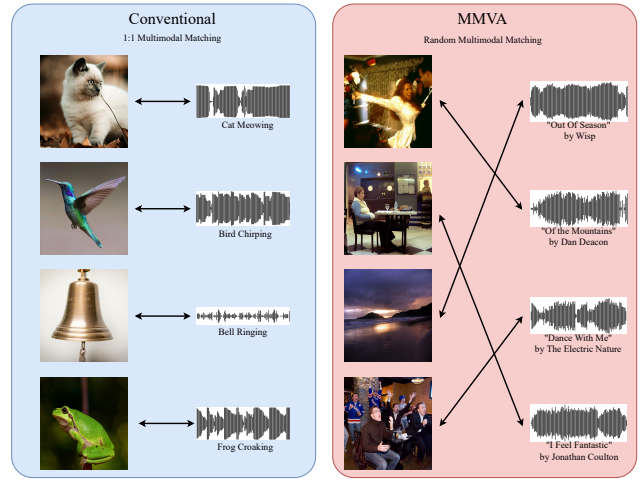 Conventional
1:1 Multimodal Matching
Cat Meowing
Bird Chirping
Bell Ringing
Frog Croaking
MMVA
Random Multimodal Matching
"Out Of Season"
by Wisp
"Of the Mountains"
by Dan Deacon
"Dance With Me"
by The Electric Nature
"I Feel Fantastic"
by Jonathan Coulton